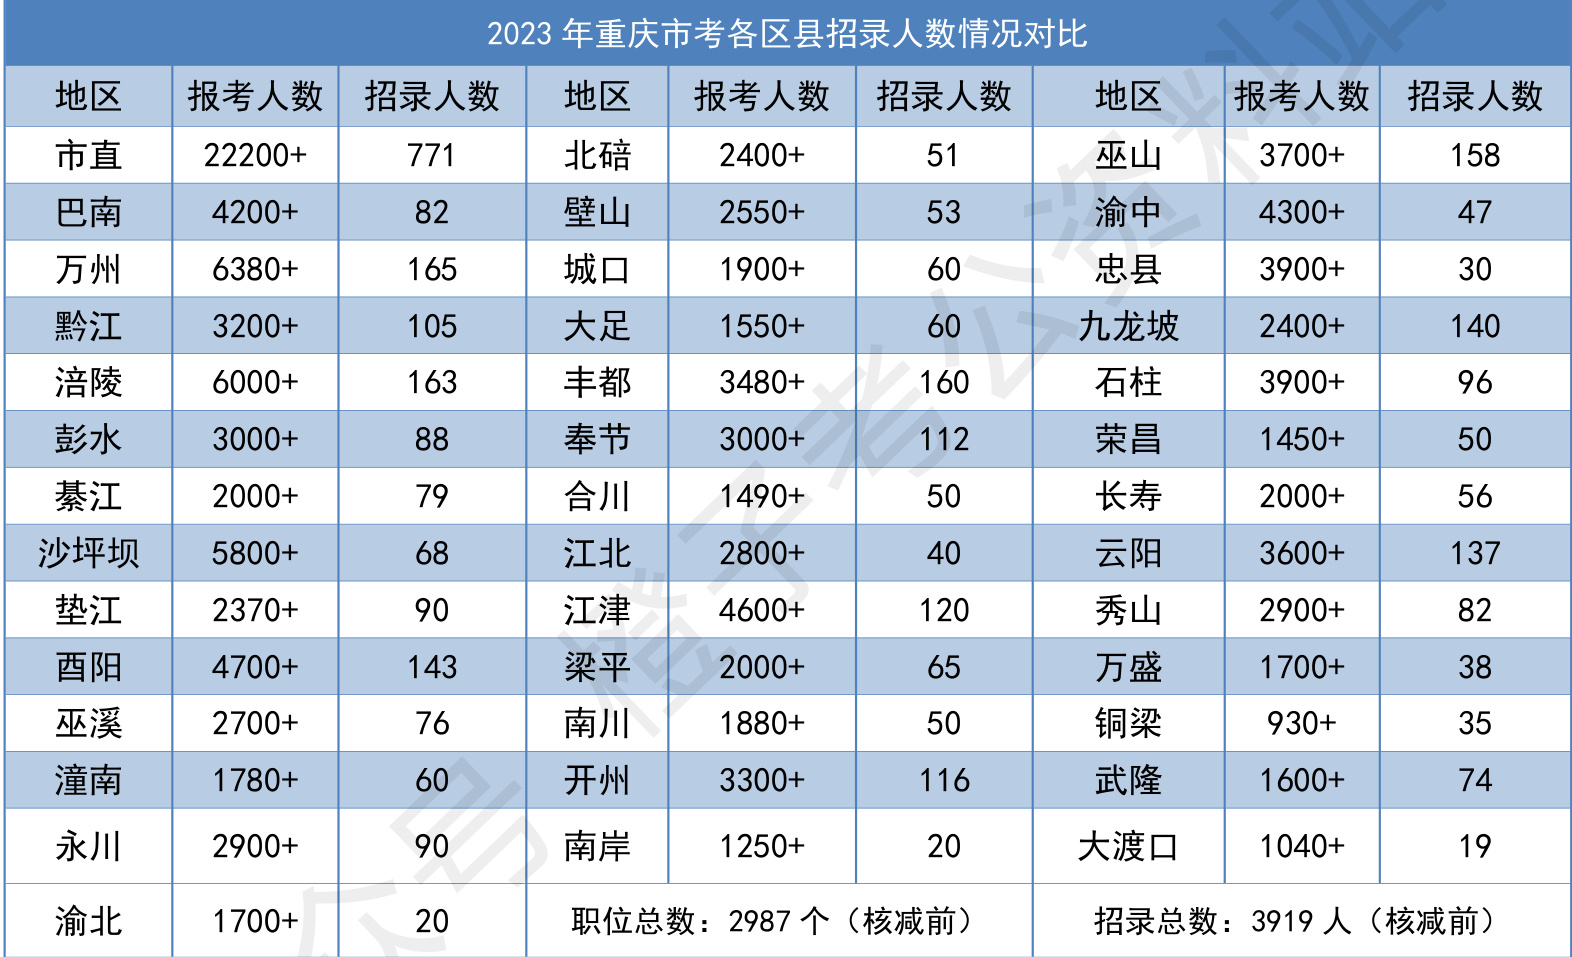 2023 年重庆市考各区县招录人数情况对比
地区 报考人数 招录人数 地区 报考人数 招录人数 地区 报考人数 招录人数
市直 22200+ 771 北碚 2400+ 51 巫山 3700+ 158
巴南 4200+ 82 壁山 2550+ 53 渝中 4300+ 47
万州 6380+ 165 城口 1900+ 60 忠县 3900+ 30
黔江 3200+ 105 大足 1550+ 60 九龙坡 2400+ 140
涪陵 6000+ 163 丰都 3480+ 160 石柱 3900+ 96
彭水 3000+ 88 奉节 3000+ 112 荣昌 1450+ 50
綦江 2000+ 79 合川 1490+ 50 长寿 2000+ 56
沙坪坝 5800+ 68 江北 2800+ 40 云阳 3600+ 137
垫江 2370+ 90 江津 4600+ 120 秀山 2900+ 82
酉阳 4700+ 143 梁平 2000+ 65 万盛 1700+ 38
巫溪 2700+ 76 南川 1880+ 50 铜梁 930+ 35
潼南 1780+ 60 开州 3300+ 116 武隆 1600+ 74
永川 2900+ 90 南岸 1250+ 20 大渡口 1040+ 19
渝北 1700+ 20 职位总数：2987 个（核减前） 招录总数：3919 人（核减前）
众号 橙子考公资料站